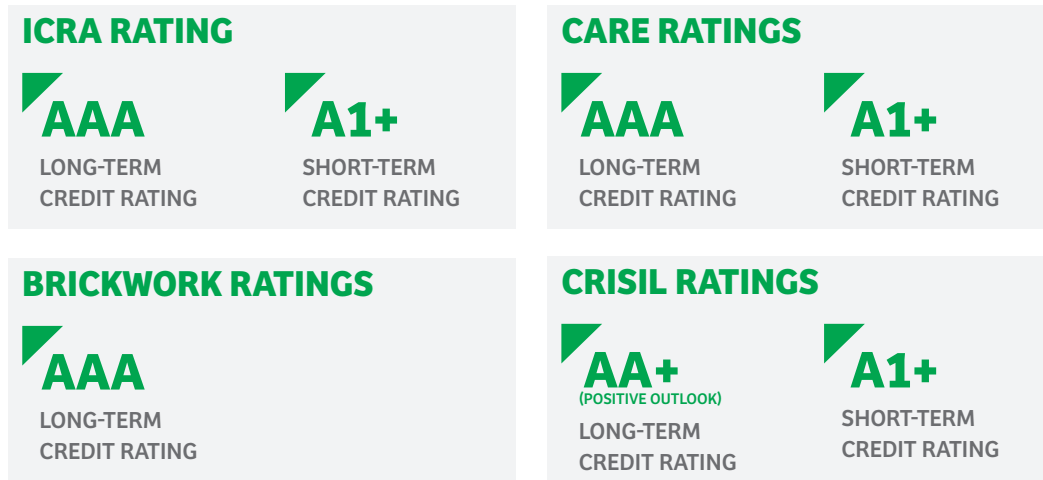 ICRA RATING
AAA
LONG-TERM
CREDIT RATING
A1+
SHORT-TERM
CREDIT RATING
CARE RATINGS
AAA
LONG-TERM
CREDIT RATING
A1+
SHORT-TERM
CREDIT RATING
BRICKWORK RATINGS
AAA
LONG-TERM
CREDIT RATING
CRISIL RATINGS
AA+
(POSITIVE OUTLOOK)
LONG-TERM
CREDIT RATING
A1+
SHORT-TERM
CREDIT RATING